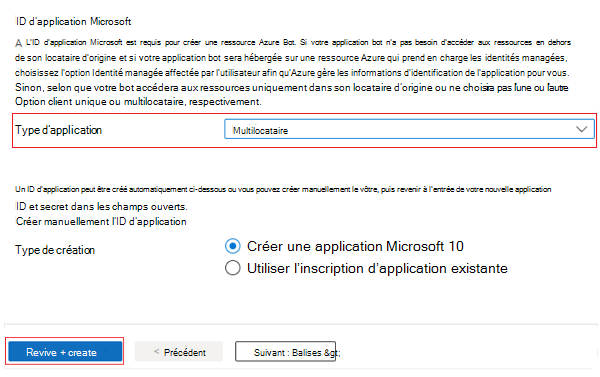 ID d'application Microsoft
A L'ID d'application Microsoft est requis pour créer une ressource Azure Bot. Si votre application bot n'a pas besoin d'accéder aux ressources en dehors
de son locataire d'origine et si votre application bot sera hébergée sur une ressource Azure qui prend en charge les identités managées,
choisissez l'option Identité managée affectée par l'utilisateur afin qu'Azure gère les informations d'identification de l'application pour vous.
Sinon, selon que votre bot accédera aux ressources uniquement dans son locataire d'origine ou ne choisia pas l'une ou l'autre
Option client unique ou multilocataire, respectivement.
Type d'application
Multilocataire
Un ID d'application peut être créé automatiquement ci-dessous ou vous pouvez créer manuellement le vôtre, puis revenir à l'entrée de votre nouvelle application
ID et secret dans les champs ouverts.
Créer manuellement l'ID d'application
Type de création
Créer une application Microsoft 10
Utiliser l'inscription d'application existante
Revive + create
< Précédent
Suivant : Balises &gt;